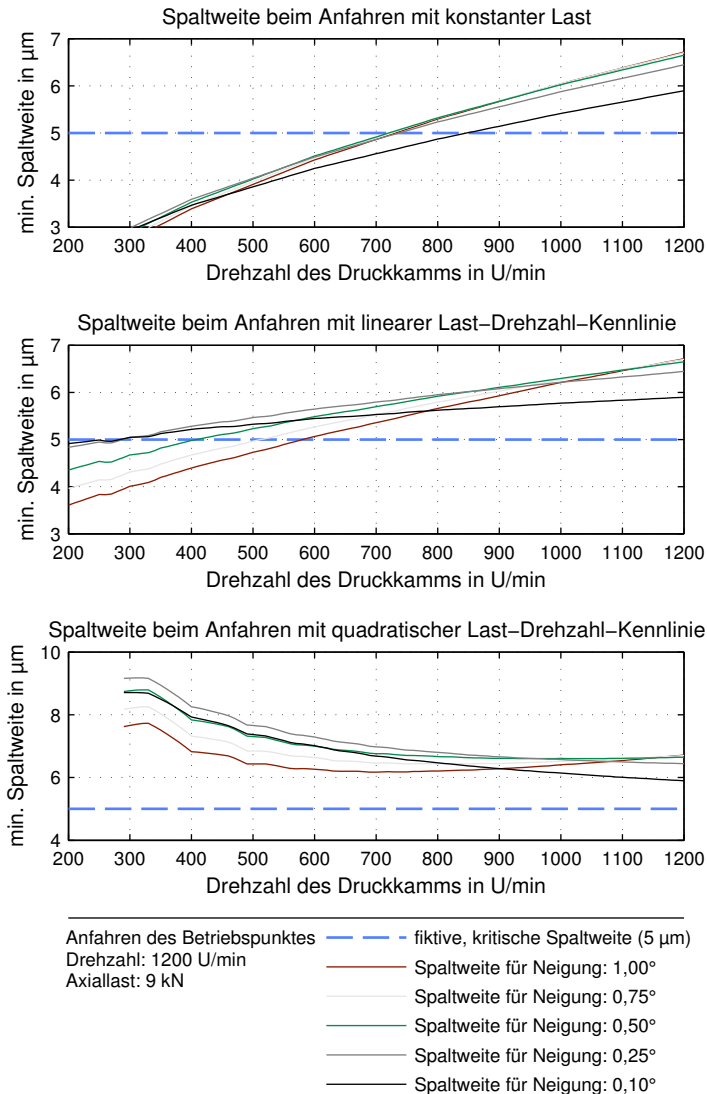 Spaltweite beim Anfahren mit konstanter Last
min. Spaltweite in µm
7
6
5
4
3
200 300 400 500 600 700 800 900 1000 1100 1200
Drehzahl des Druckkamms in U/min
Spaltweite beim Anfahren mit linearer Last−Drehzahl−Kennlinie
min. Spaltweite in µm
7
6
5
4
3
200 300 400 500 600 700 800 900 1000 1100 1200
Drehzahl des Druckkamms in U/min
Spaltweite beim Anfahren mit quadratischer Last−Drehzahl−Kennlinie
min. Spaltweite in µm
10
8
6
4
200 300 400 500 600 700 800 900 1000 1100 1200
Drehzahl des Druckkamms in U/min
Anfahren des Betriebspunktes
Drehzahl: 1200 U/min
Axiallast: 9 kN
fiktive, kritische Spaltweite (5 µm)
Spaltweite für Neigung: 1,00°
Spaltweite für Neigung: 0,75°
Spaltweite für Neigung: 0,50°
Spaltweite für Neigung: 0,25°
Spaltweite für Neigung: 0,10°